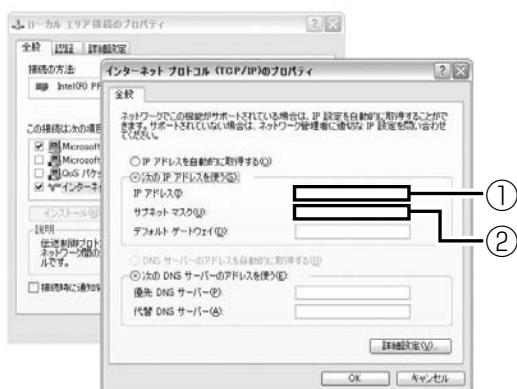 ローカル エリア接続のプロパティ
全般 認証 詳細設定
接続の方法:
Intel(R) PR
この接続は次の項目
Microsoft
Microsoft
QoS パケッ
インターネッ
インストール(N)
説明
伝送制御プロト
ネットワーク間の
ルです。
接続時に通知領
インターネット プロトコル (TCP/IP)のプロパティ
全般
ネットワークでこの機能がサポートされている場合は、IP 設定を自動的に取得することがで
きます。サポートされていない場合は、ネットワーク管理者に適切な IP 設定を問い合わせ
てください。
IP アドレスを自動的に取得する(O)
次の IP アドレスを使う(S):
IP アドレス(I):
①
サブネット マスク(U):
②
デフォルト ゲートウェイ(D):
DNS サーバーのアドレスを自動的に取得する(B)
次の DNS サーバーのアドレスを使う(E):
優先 DNS サーバー(P):
代替 DNS サーバー(A):
詳細設定(V)...
OK キャンセル